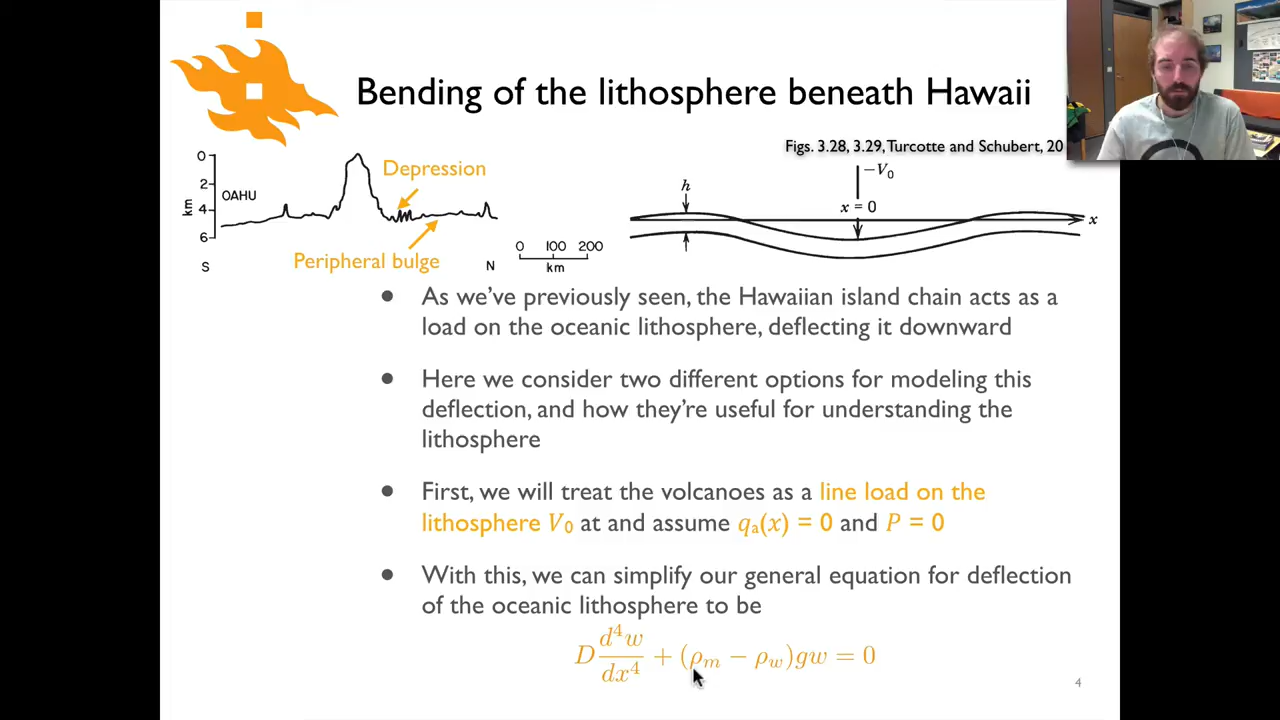 Bending of the lithosphere beneath Hawaii
Figs. 3.28, 3.29, Turcotte and Schubert, 20
0
2
4
6
km
OAHU
Depression
Peripheral bulge
S
N
0 100 200
km
h
−V₀
x = 0
x
• As we've previously seen, the Hawaiian island chain acts as a
load on the oceanic lithosphere, deflecting it downward
• Here we consider two different options for modeling this
deflection, and how they're useful for understanding the
lithosphere
• First, we will treat the volcanoes as a line load on the
lithosphere V₀ at and assume qₐ(x) = 0 and P = 0
• With this, we can simplify our general equation for deflection
of the oceanic lithosphere to be
D d⁴w/dx⁴ + (ρₘ − ρ_w)gw = 0
4